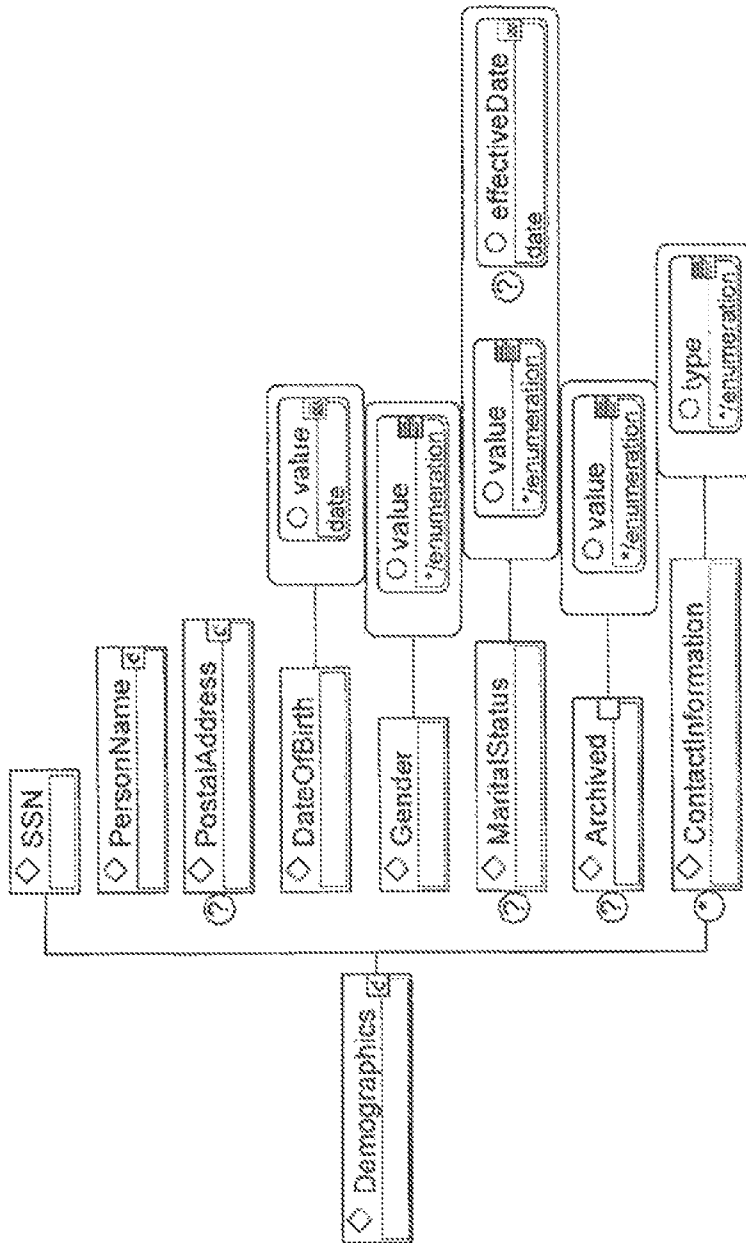 Demographics
SSN
PersonName
PostalAddress
?
DateOfBirth
value
date
Gender
value
*/enumeration
MaritalStatus
?
value
*/enumeration
effectiveDate
?
date
Archived
?
value
*/enumeration
ContactInformation
*
type
*/enumeration